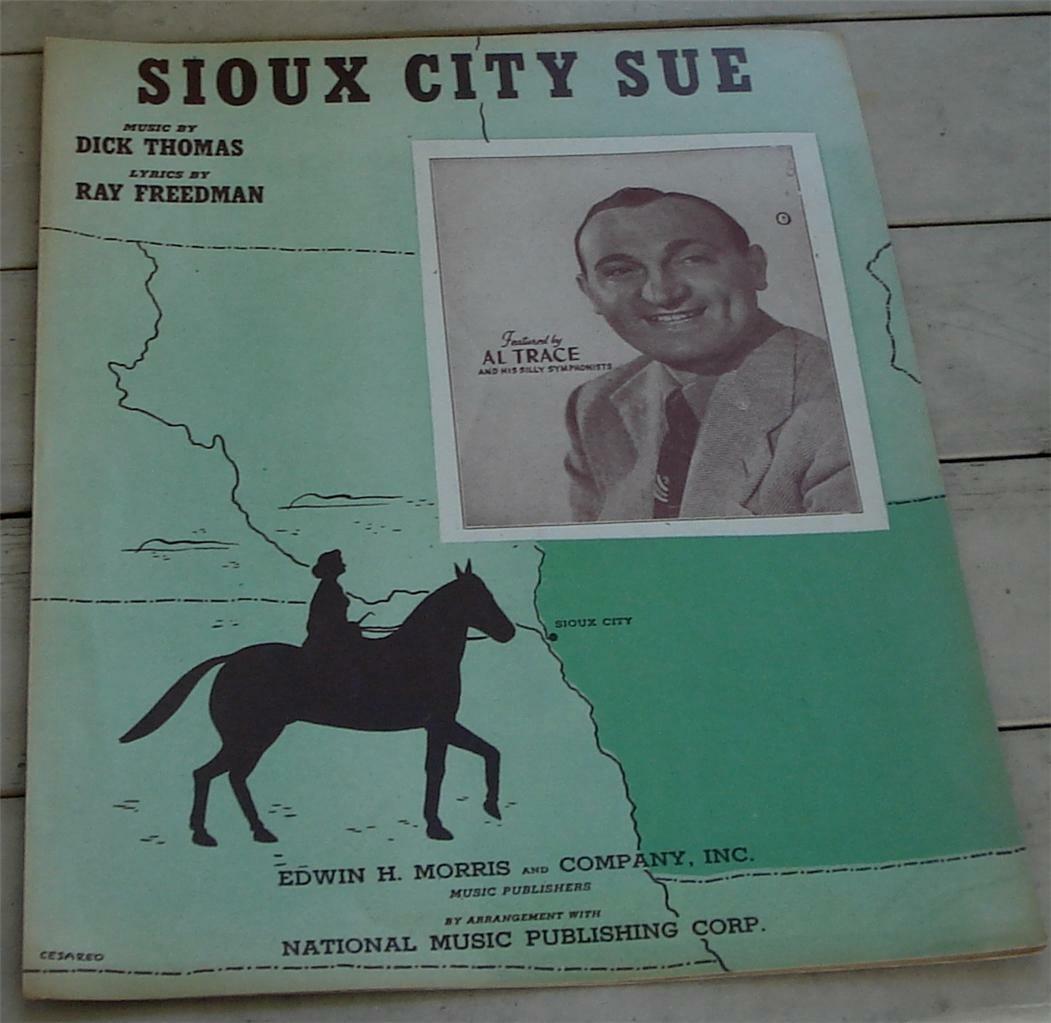 SIOUX CITY SUE
MUSIC BY
DICK THOMAS
LYRICS BY
RAY FREEDMAN
Featured by
AL TRACE
AND HIS SILLY SYMPHONISTS
SIOUX CITY
EDWIN H. MORRIS AND COMPANY, INC.
MUSIC PUBLISHERS
BY ARRANGEMENT WITH
NATIONAL MUSIC PUBLISHING CORP.
CESAREO